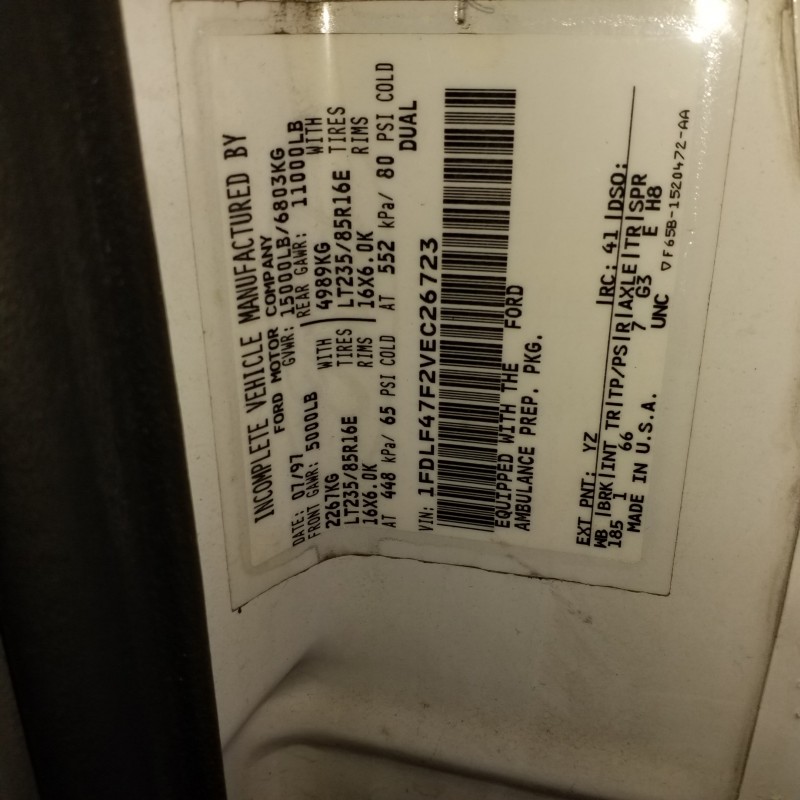 INCOMPLETE VEHICLE MANUFACTURED BY
FORD MOTOR COMPANY
GVWR: 15000LB/6803KG
DATE: 07/97
FRONT GAWR: 5000LB
REAR GAWR: 11000LB
2267KG WITH
4989KG WITH
LT235/85R16E TIRES
LT235/85R16E TIRES
16X6.0K RIMS
16X6.0K RIMS
AT 448 kPa/ 65 PSI COLD
AT 552 kPa/ 80 PSI COLD
DUAL
VIN: 1FDLF47F2VEC26723
EQUIPPED WITH THE FORD
AMBULANCE PREP. PKG.
EXT PNT: YZ |RC: 41 |DSO:
WB |BRK|INT TR|TP/PS|R|AXLE|TR|SPR
185 1 66 7 G3 E H8
MADE IN U.S.A. UNC
▽F65B-1520472-AA